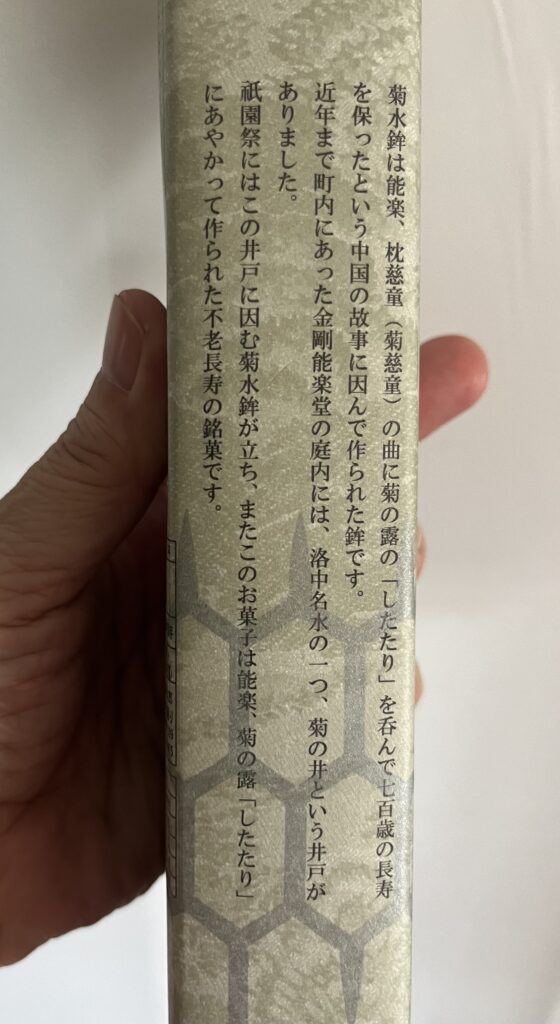 菊水鉾は能楽、枕慈童（菊慈童）の曲に菊の露の「したたり」を呑んで七百歳の長寿
を保ったという中国の故事に因んで作られた鉾です。
近年まで町内にあった金剛能楽堂の庭内には、洛中名水の一つ、菊の井という井戸が
ありました。
祇園祭にはこの井戸に因む菊水鉾が立ち、またこのお菓子は能楽、菊の露「したたり」
にあやかって作られた不老長寿の銘菓です。